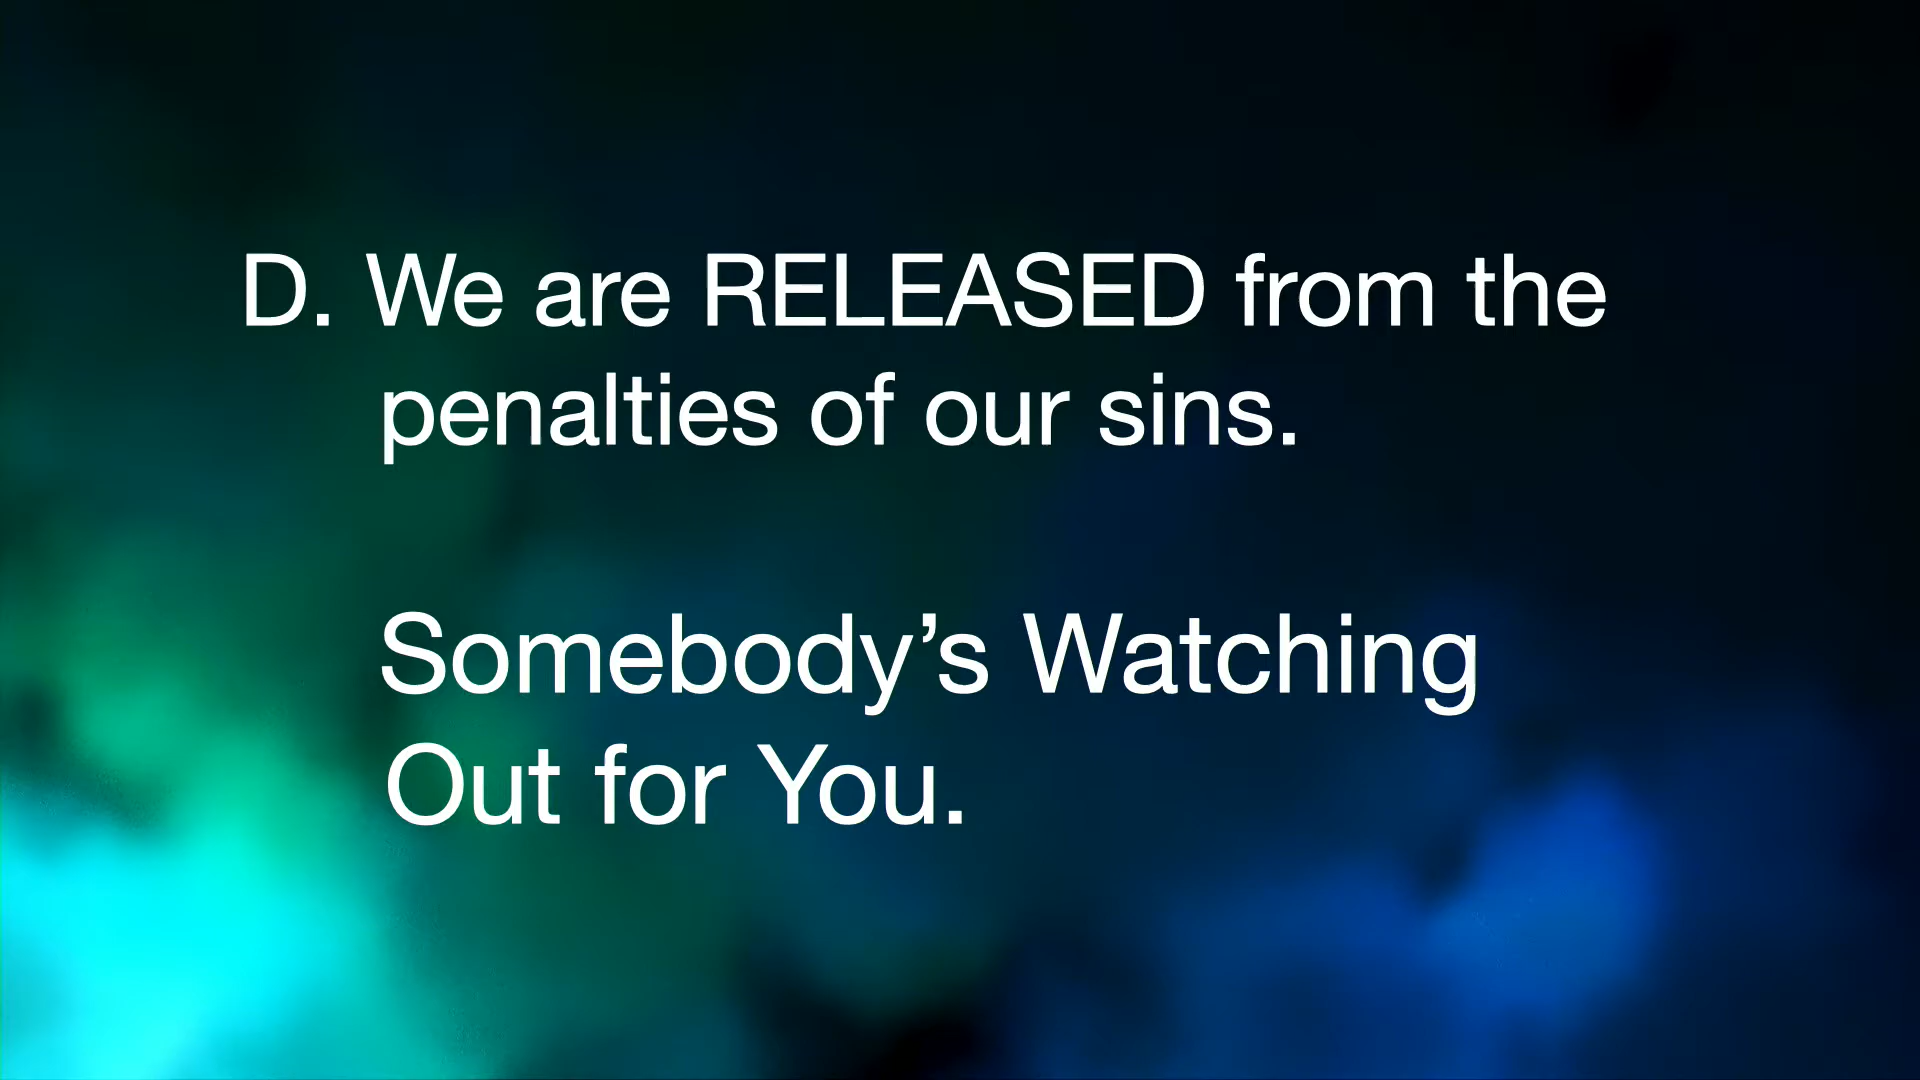 D. We are RELEASED from the
penalties of our sins.
Somebody’s Watching
Out for You.